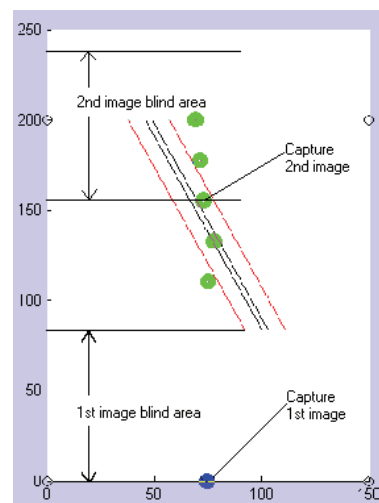 250
200
2nd image blind area
Capture
2nd image
150
100
50
1st image blind area
Capture
1st image
0
0
50
100
150